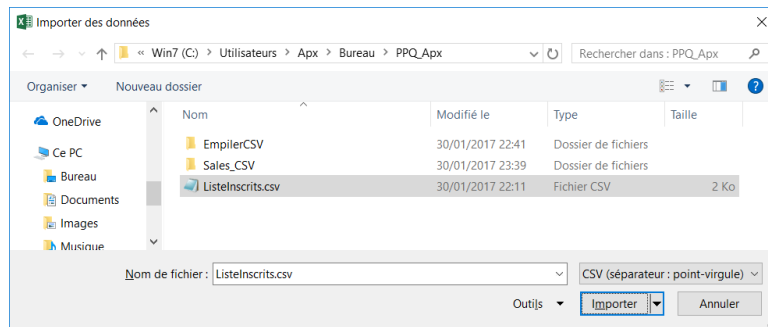 Importer des données
« Win7 (C:) > Utilisateurs > Apx > Bureau > PPQ_Apx
Rechercher dans : PPQ_Apx
Organiser Nouveau dossier
Nom Modifié le Type Taille
OneDrive
Ce PC
Bureau
Documents
Images
Musique
EmpilerCSV 30/01/2017 22:41 Dossier de fichiers
Sales_CSV 30/01/2017 23:39 Dossier de fichiers
ListeInscrits.csv 30/01/2017 22:11 Fichier CSV 2 Ko
Nom de fichier : ListeInscrits.csv CSV (séparateur : point-virgule)
Outils Importer Annuler